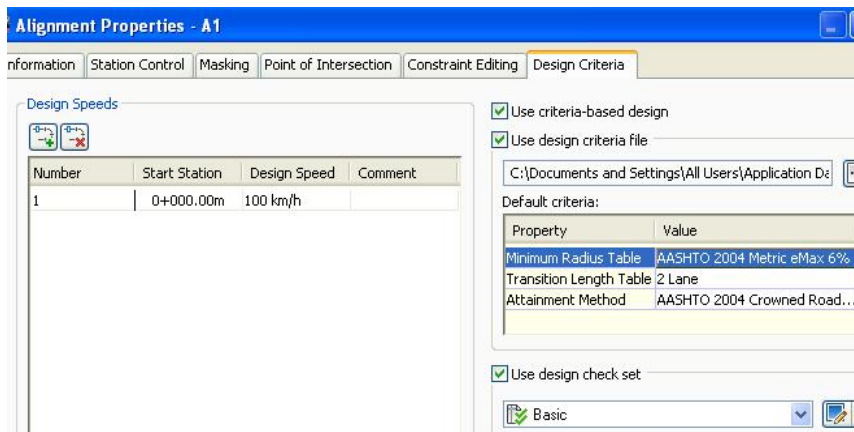 Alignment Properties - A1
nformation Station Control Masking Point of Intersection Constraint Editing Design Criteria
Design Speeds
Number Start Station Design Speed Comment
1 0+000.00m 100 km/h
Use criteria-based design
Use design criteria file
C:\Documents and Settings\All Users\Application Da
Default criteria:
Property Value
Minimum Radius Table AASHTO 2004 Metric eMax 6%
Transition Length Table 2 Lane
Attainment Method AASHTO 2004 Crowned Road...
Use design check set
Basic